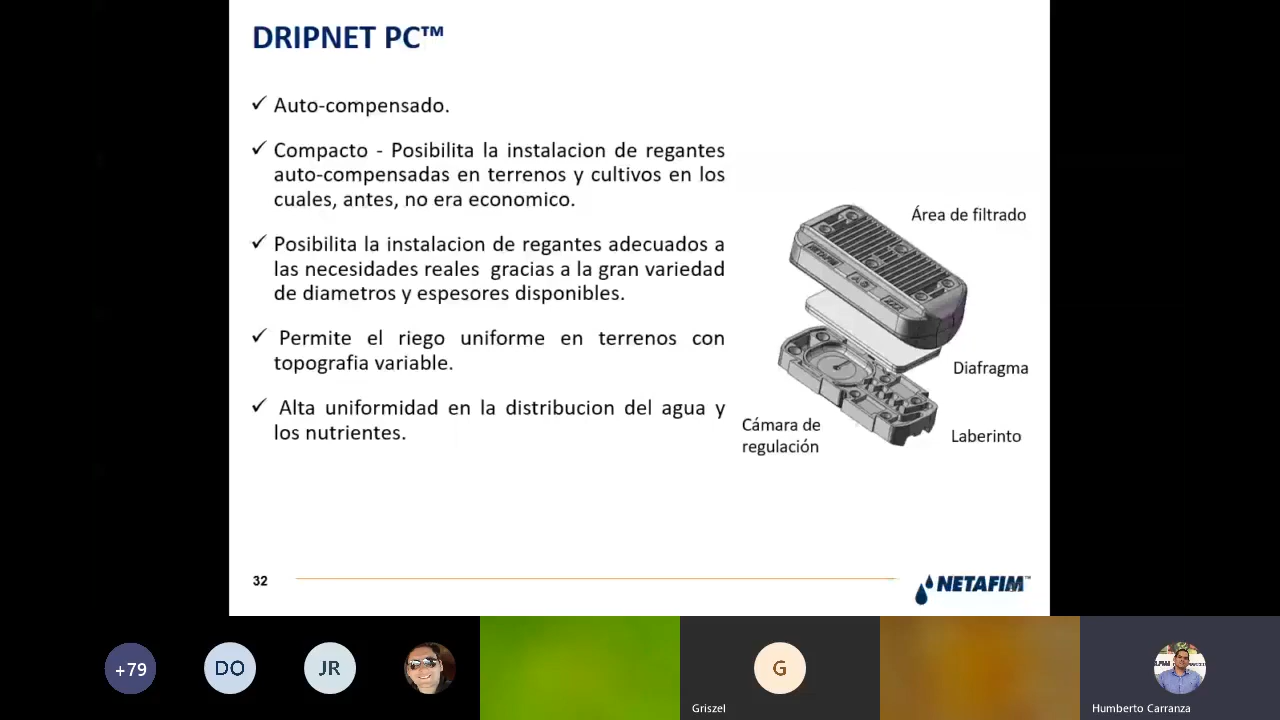 DRIPNET PC™
✓ Auto-compensado.
✓ Compacto - Posibilita la instalacion de regantes
auto-compensadas en terrenos y cultivos en los
cuales, antes, no era economico.
✓ Posibilita la instalacion de regantes adecuados a
las necesidades reales gracias a la gran variedad
de diametros y espesores disponibles.
✓ Permite el riego uniforme en terrenos con
topografia variable.
✓ Alta uniformidad en la distribucion del agua y
los nutrientes.
Área de filtrado
Diafragma
Cámara de
regulación
Laberinto
32
NETAFIM™
+79
DO
JR
G
Griszel
Humberto Carranza